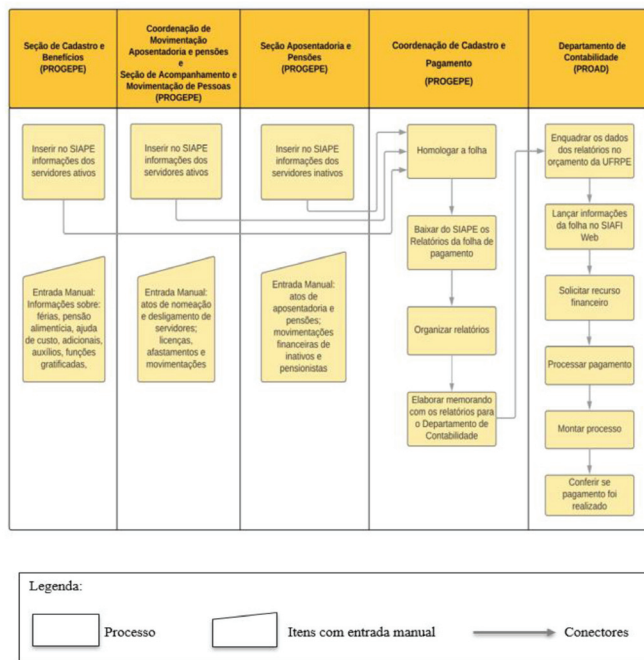 Seção de Cadastro e
Benefícios
(PROGEPE)
Coordenação de
Movimentação
Aposentadoria e pensões
e
Seção de Acompanhamento e
Movimentação de Pessoas
(PROGEPE)
Seção Aposentadoria e
Pensões
(PROGEPE)
Coordenação de Cadastro e
Pagamento
(PROGEPE)
Departamento de
Contabilidade
(PROAD)
Inserir no SIAPE
informações dos
servidores ativos
Inserir no SIAPE
informações dos
servidores ativos
Inserir no SIAPE
informações dos
servidores inativos
Homologar a folha
Enquadrar os dados
dos relatórios no
orçamento da UFRPE
Baixar do SIAPE os
Relatórios da folha de
pagamento
Lançar informações
da folha no SIAFI
Web
Entrada Manual:
Informações sobre:
férias, pensão
alimentícia, ajuda
de custo, adicionais,
auxílios, funções
gratificadas,
Entrada Manual:
atos de nomeação
e desligamento de
servidores;
licenças,
afastamentos e
movimentações
Entrada Manual:
atos de
aposentadoria e
pensões;
movimentações
financeiras de
inativos e
pensionistas
Organizar relatórios
Solicitar recurso
financeiro
Processar pagamento
Elaborar memorando
com os relatórios para
o Departamento de
Contabilidade
Montar processo
Conferir se
pagamento foi
realizado
Legenda:
Processo
Itens com entrada manual
Conectores